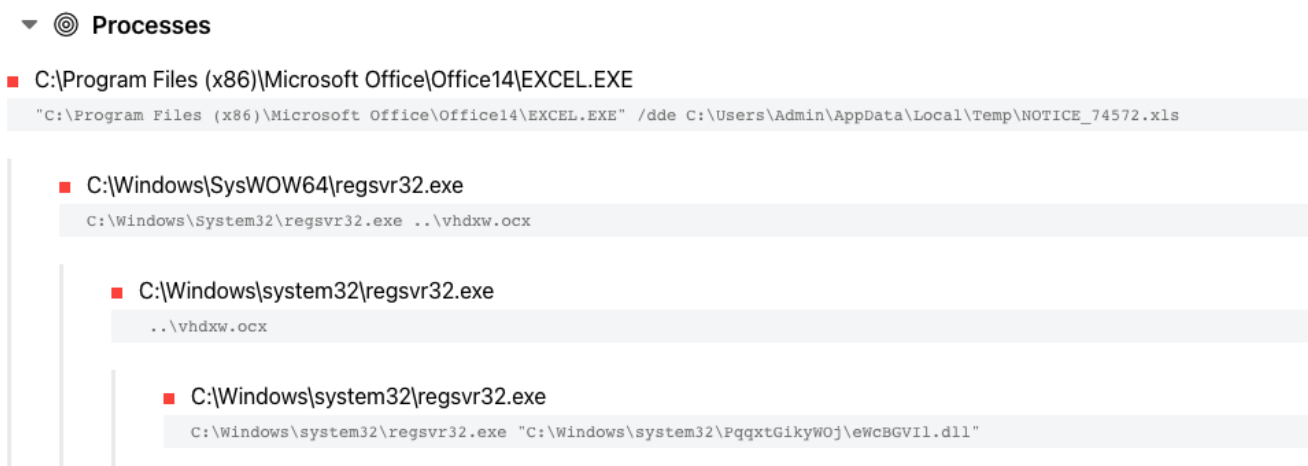 Processes
C:\Program Files (x86)\Microsoft Office\Office14\EXCEL.EXE
"C:\Program Files (x86)\Microsoft Office\Office14\EXCEL.EXE" /dde C:\Users\Admin\AppData\Local\Temp\NOTICE_74572.xls
C:\Windows\SysWOW64\regsvr32.exe
C:\Windows\System32\regsvr32.exe ..\vhdxw.ocx
C:\Windows\system32\regsvr32.exe
..\vhdxw.ocx
C:\Windows\system32\regsvr32.exe
C:\Windows\system32\regsvr32.exe "C:\Windows\system32\PqqxtGikyWOj\eWcBGVIl.dll"